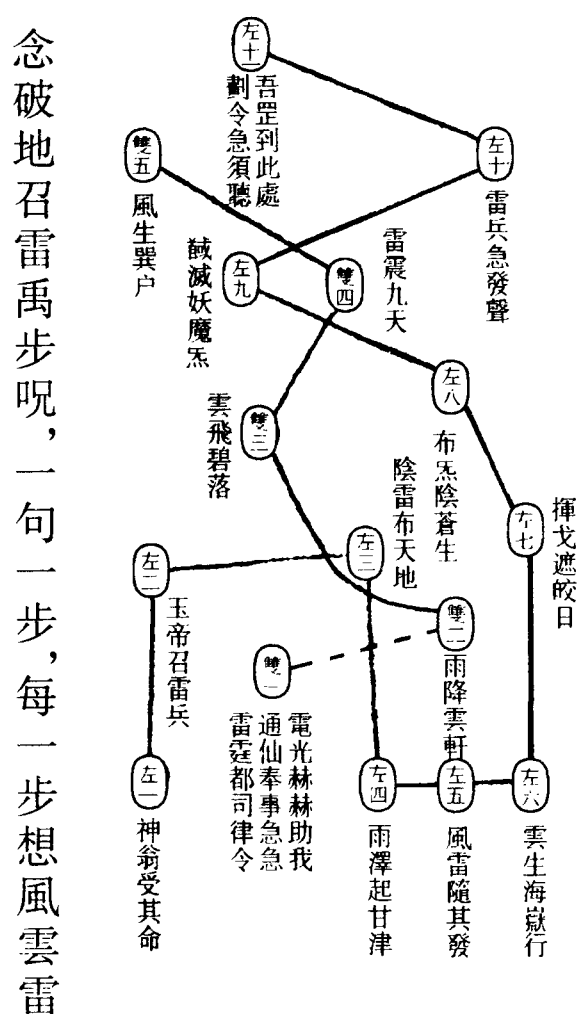 念破地召雷禹步呪，一句一步，每一步想風雲雷
左一
神翁受其命
左二
玉帝召雷兵
左三
陰雷布天地
左四
雨澤起甘津
左五
風雷隨其發
左六
雲生海嶽行
左七
揮戈遮皎日
左八
布炁陰蒼生
左九
馘滅妖魔炁
左十
雷兵急發聲
左十一
吾罡到此處
劃令急須聽
雙一
電光赫赫助我
通仙奉事急急
雷霆都司律令
雙二
雨降雲軒
雙三
雲飛碧落
雙四
雷震九天
雙五
風生巽户